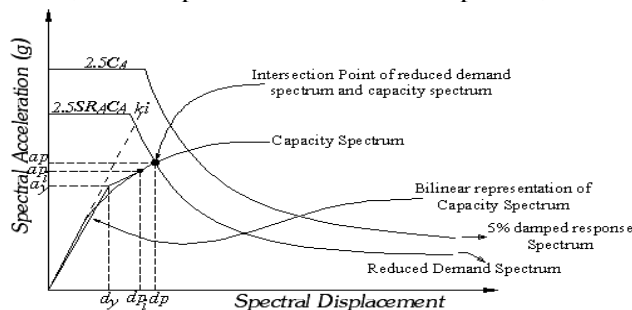 2.5CA
2.5SRACA
ki
Intersection Point of reduced demand
spectrum and capacity spectrum
Capacity Spectrum
Bilinear representation of
Capacity Spectrum
5% damped response
Spectrum
Reduced Demand Spectrum
Spectral Acceleration (g)
ap
api
ay
dy
dpi
dp
Spectral Displacement